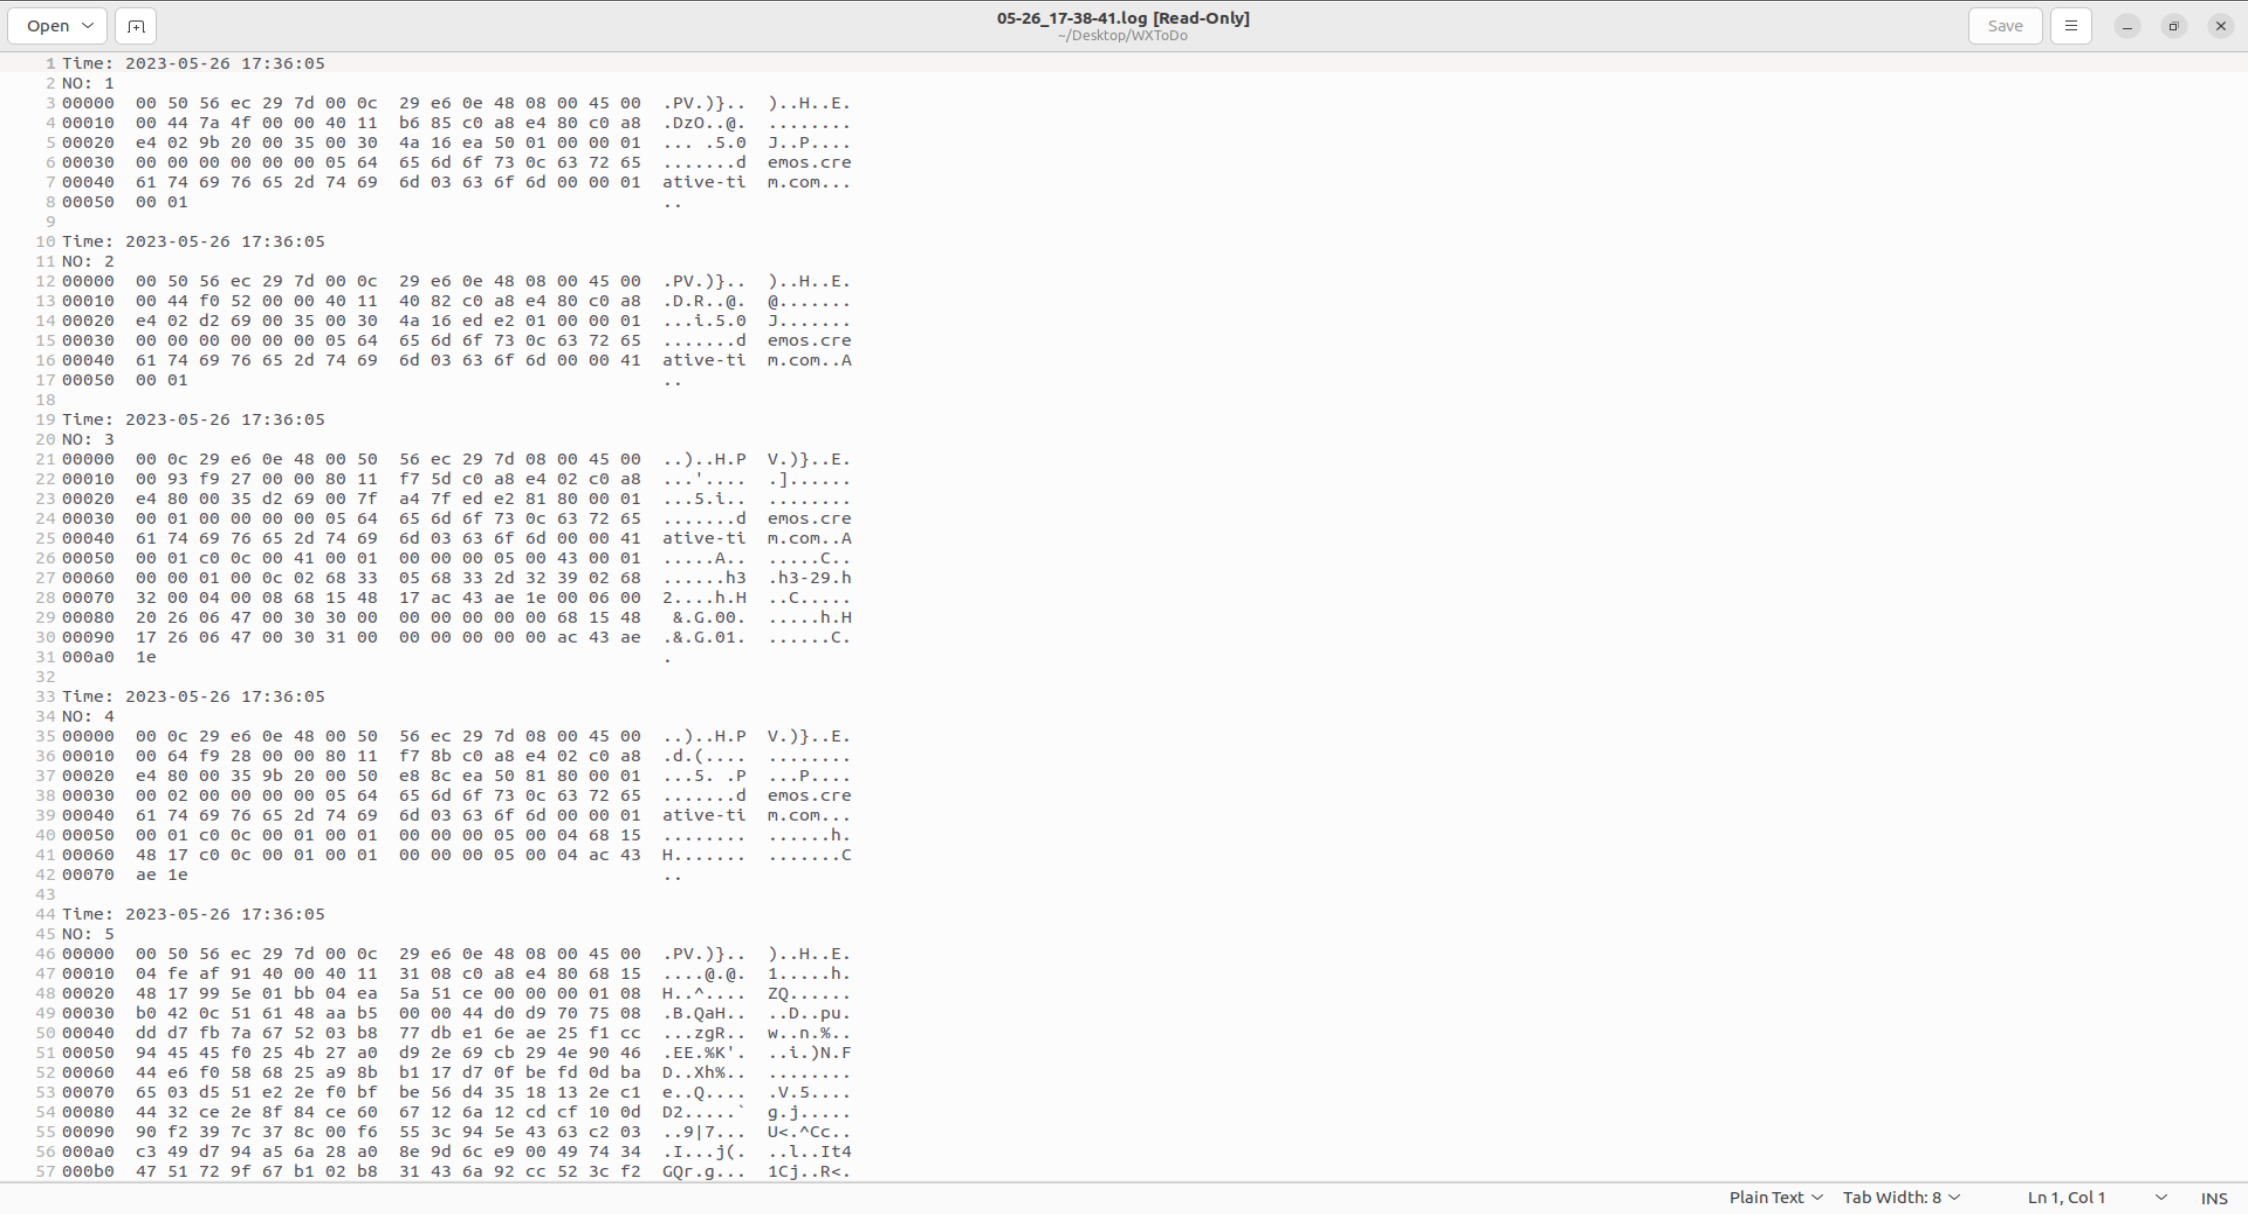 Open
05-26_17-38-41.log [Read-Only]
~/Desktop/WXToDo
Save
1 Time: 2023-05-26 17:36:05
2 NO: 1
3 00000  00 50 56 ec 29 7d 00 0c  29 e6 0e 48 08 00 45 00  .PV.)}..  )..H..E.
4 00010  00 44 7a 4f 00 00 40 11  b6 85 c0 a8 e4 80 c0 a8  .DzO..@.  ........
5 00020  e4 02 9b 20 00 35 00 30  4a 16 ea 50 01 00 00 01  ... .5.0  J..P....
6 00030  00 00 00 00 00 00 05 64  65 6d 6f 73 0c 63 72 65  .......d  emos.cre
7 00040  61 74 69 76 65 2d 74 69  6d 03 63 6f 6d 00 00 01  ative-ti  m.com...
8 00050  00 01  ..
9
10 Time: 2023-05-26 17:36:05
11 NO: 2
12 00000  00 50 56 ec 29 7d 00 0c  29 e6 0e 48 08 00 45 00  .PV.)}..  )..H..E.
13 00010  00 44 f0 52 00 00 40 11  40 82 c0 a8 e4 80 c0 a8  .D.R..@.  @.......
14 00020  e4 02 d2 69 00 35 00 30  4a 16 ed e2 01 00 00 01  ...i.5.0  J.......
15 00030  00 00 00 00 00 00 05 64  65 6d 6f 73 0c 63 72 65  .......d  emos.cre
16 00040  61 74 69 76 65 2d 74 69  6d 03 63 6f 6d 00 00 41  ative-ti  m.com..A
17 00050  00 01  ..
18
19 Time: 2023-05-26 17:36:05
20 NO: 3
21 00000  00 0c 29 e6 0e 48 00 50  56 ec 29 7d 08 00 45 00  ..)..H.P  V.)}..E.
22 00010  00 93 f9 27 00 00 80 11  f7 5d c0 a8 e4 02 c0 a8  ...'....  .]......
23 00020  e4 80 00 35 d2 69 00 7f  a4 7f ed e2 81 80 00 01  ...5.i..  ........
24 00030  00 01 00 00 00 00 05 64  65 6d 6f 73 0c 63 72 65  .......d  emos.cre
25 00040  61 74 69 76 65 2d 74 69  6d 03 63 6f 6d 00 00 41  ative-ti  m.com..A
26 00050  00 01 c0 0c 00 41 00 01  00 00 00 05 00 43 00 01  .....A..  .....C..
27 00060  00 00 01 00 0c 02 68 33  05 68 33 2d 32 39 02 68  ......h3  .h3-29.h
28 00070  32 00 04 00 08 68 15 48  17 ac 43 ae 1e 00 06 00  2....h.H  ..C.....
29 00080  20 26 06 47 00 30 30 00  00 00 00 00 00 68 15 48   &.G.00.  .....h.H
30 00090  17 26 06 47 00 30 31 00  00 00 00 00 00 ac 43 ae  .&.G.01.  ......C.
31 000a0  1e  .
32
33 Time: 2023-05-26 17:36:05
34 NO: 4
35 00000  00 0c 29 e6 0e 48 00 50  56 ec 29 7d 08 00 45 00  ..)..H.P  V.)}..E.
36 00010  00 64 f9 28 00 00 80 11  f7 8b c0 a8 e4 02 c0 a8  .d.(....  ........
37 00020  e4 80 00 35 9b 20 00 50  e8 8c ea 50 81 80 00 01  ...5. .P  ...P....
38 00030  00 02 00 00 00 00 05 64  65 6d 6f 73 0c 63 72 65  .......d  emos.cre
39 00040  61 74 69 76 65 2d 74 69  6d 03 63 6f 6d 00 00 01  ative-ti  m.com...
40 00050  00 01 c0 0c 00 01 00 01  00 00 00 05 00 04 68 15  ........  ......h.
41 00060  48 17 c0 0c 00 01 00 01  00 00 00 05 00 04 ac 43  H.......  .......C
42 00070  ae 1e  ..
43
44 Time: 2023-05-26 17:36:05
45 NO: 5
46 00000  00 50 56 ec 29 7d 00 0c  29 e6 0e 48 08 00 45 00  .PV.)}..  )..H..E.
47 00010  04 fe af 91 40 00 40 11  31 08 c0 a8 e4 80 68 15  ....@.@.  1.....h.
48 00020  48 17 99 5e 01 bb 04 ea  5a 51 ce 00 00 00 01 08  H..^....  ZQ......
49 00030  b0 42 0c 51 61 48 aa b5  00 00 44 d0 d9 70 75 08  .B.QaH..  ..D..pu.
50 00040  dd d7 fb 7a 67 52 03 b8  77 db e1 6e ae 25 f1 cc  ...zgR..  w..n.%..
51 00050  94 45 45 f0 25 4b 27 a0  d9 2e 69 cb 29 4e 90 46  .EE.%K'.  ..i.)N.F
52 00060  44 e6 f0 58 68 25 a9 8b  b1 17 d7 0f be fd 0d ba  D..Xh%..  ........
53 00070  65 03 d5 51 e2 2e f0 bf  be 56 d4 35 18 13 2e c1  e..Q....  .V.5....
54 00080  44 32 ce 2e 8f 84 ce 60  67 12 6a 12 cd cf 10 0d  D2.....`  g.j.....
55 00090  90 f2 39 7c 37 8c 00 f6  55 3c 94 5e 43 63 c2 03  ..9|7...  U<.^Cc..
56 000a0  c3 49 d7 94 a5 6a 28 a0  8e 9d 6c e9 00 49 74 34  .I...j(.  ..l..It4
57 000b0  47 51 72 9f 67 b1 02 b8  31 43 6a 92 cc 52 3c f2  GQr.g...  1Cj..R<.
Plain Text
Tab Width: 8
Ln 1, Col 1
INS